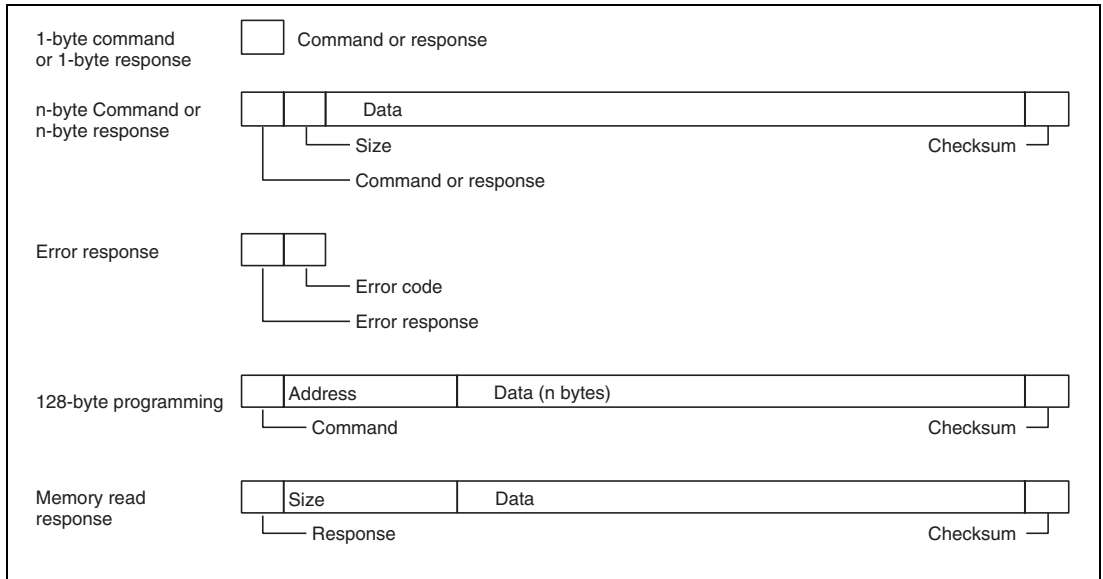 1-byte command
or 1-byte response
Command or response
n-byte Command or
n-byte response
Data
Size
Checksum
Command or response
Error response
Error code
Error response
128-byte programming
Address
Data (n bytes)
Command
Checksum
Memory read
response
Size
Data
Response
Checksum